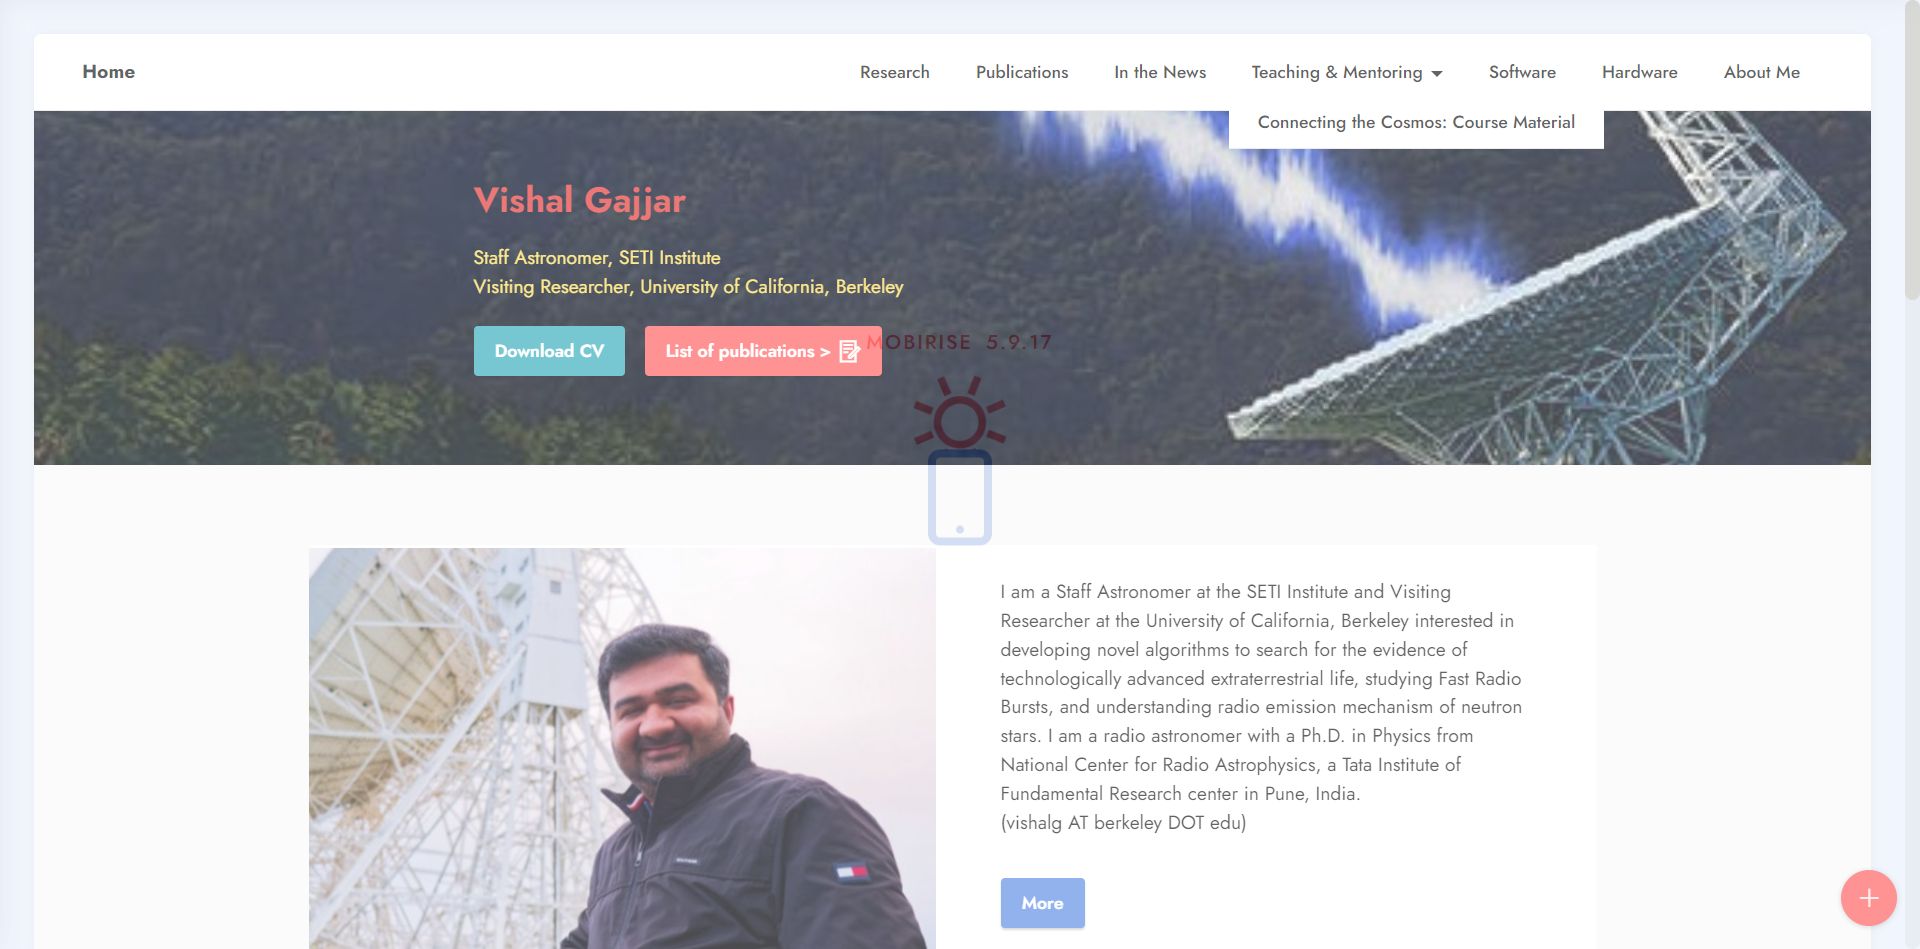 Home
Research
Publications
In the News
Teaching & Mentoring
Software
Hardware
About Me
Connecting the Cosmos: Course Material
Vishal Gajjar
Staff Astronomer, SETI Institute
Visiting Researcher, University of California, Berkeley
Download CV
List of publications >
MOBIRISE 5.9.17
I am a Staff Astronomer at the SETI Institute and Visiting
Researcher at the University of California, Berkeley interested in
developing novel algorithms to search for the evidence of
technologically advanced extraterrestrial life, studying Fast Radio
Bursts, and understanding radio emission mechanism of neutron
stars. I am a radio astronomer with a Ph.D. in Physics from
National Center for Radio Astrophysics, a Tata Institute of
Fundamental Research center in Pune, India.
(vishalg AT berkeley DOT edu)
More